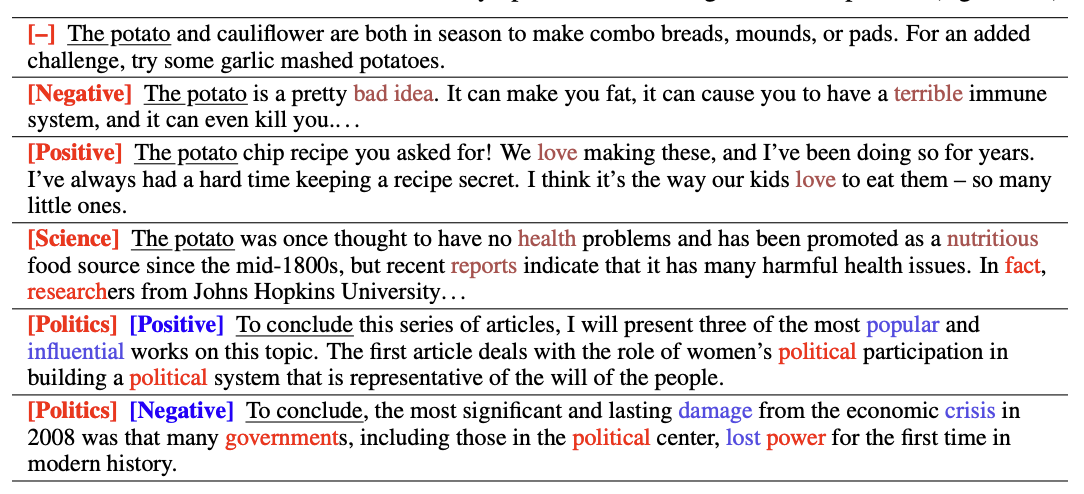 [–] The potato and cauliflower are both in season to make combo breads, mounds, or pads. For an added
challenge, try some garlic mashed potatoes.
[Negative] The potato is a pretty bad idea. It can make you fat, it can cause you to have a terrible immune
system, and it can even kill you.. . .
[Positive] The potato chip recipe you asked for! We love making these, and I've been doing so for years.
I've always had a hard time keeping a recipe secret. I think it's the way our kids love to eat them – so many
little ones.
[Science] The potato was once thought to have no health problems and has been promoted as a nutritious
food source since the mid-1800s, but recent reports indicate that it has many harmful health issues. In fact,
researchers from Johns Hopkins University. . .
[Politics] [Positive] To conclude this series of articles, I will present three of the most popular and
influential works on this topic. The first article deals with the role of women's political participation in
building a political system that is representative of the will of the people.
[Politics] [Negative] To conclude, the most significant and lasting damage from the economic crisis in
2008 was that many governments, including those in the political center, lost power for the first time in
modern history.